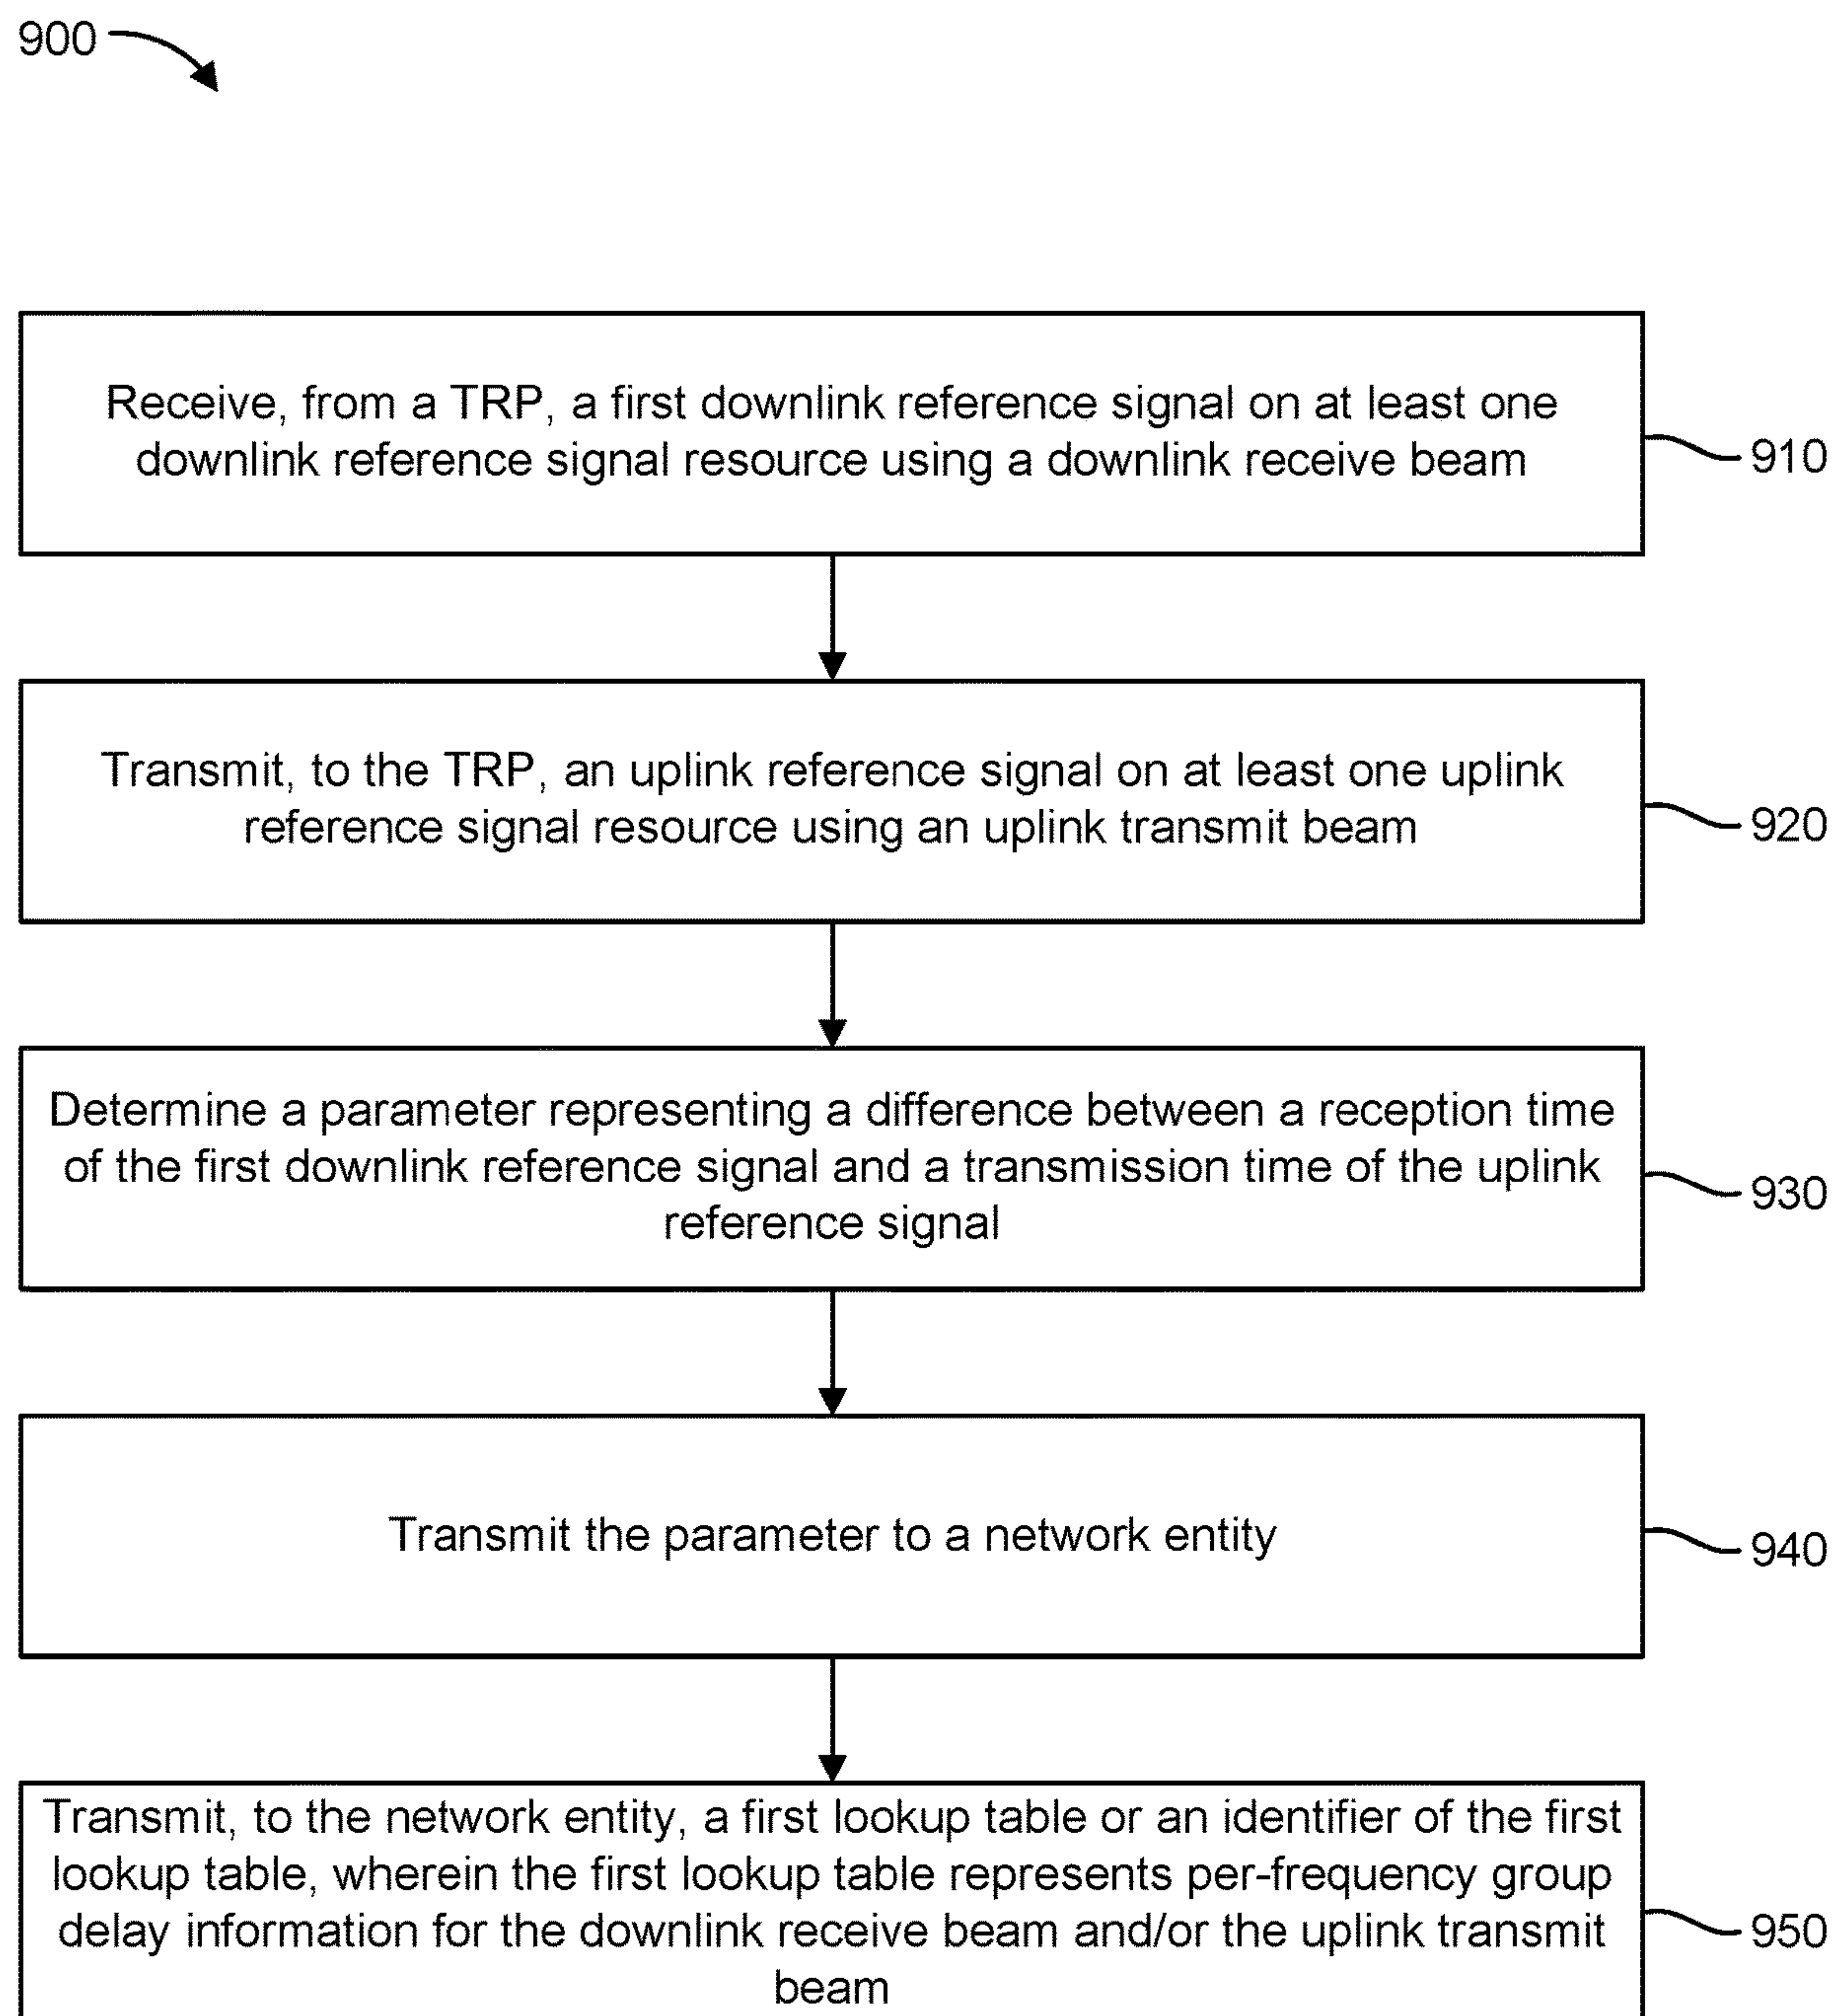 900
Receive, from a TRP, a first downlink reference signal on at least one
downlink reference signal resource using a downlink receive beam
910
Transmit, to the TRP, an uplink reference signal on at least one uplink
reference signal resource using an uplink transmit beam
920
Determine a parameter representing a difference between a reception time
of the first downlink reference signal and a transmission time of the uplink
reference signal
930
Transmit the parameter to a network entity
940
Transmit, to the network entity, a first lookup table or an identifier of the first
lookup table, wherein the first lookup table represents per-frequency group
delay information for the downlink receive beam and/or the uplink transmit
beam
950